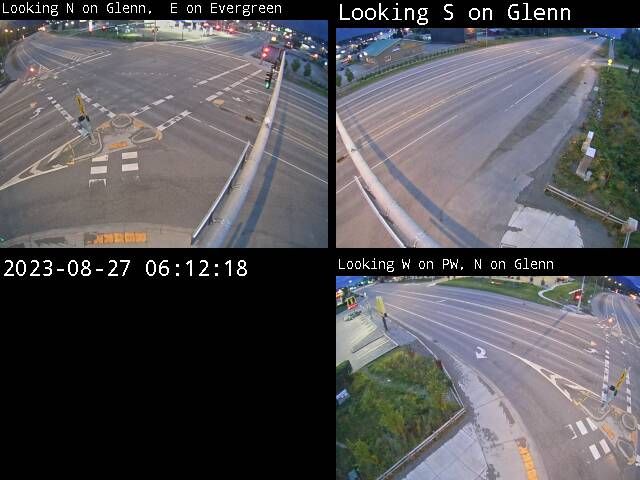 Looking N on Glenn, E on Evergreen
Looking S on Glenn
2023-08-27 06:12:18
Looking W on PW, N on Glenn